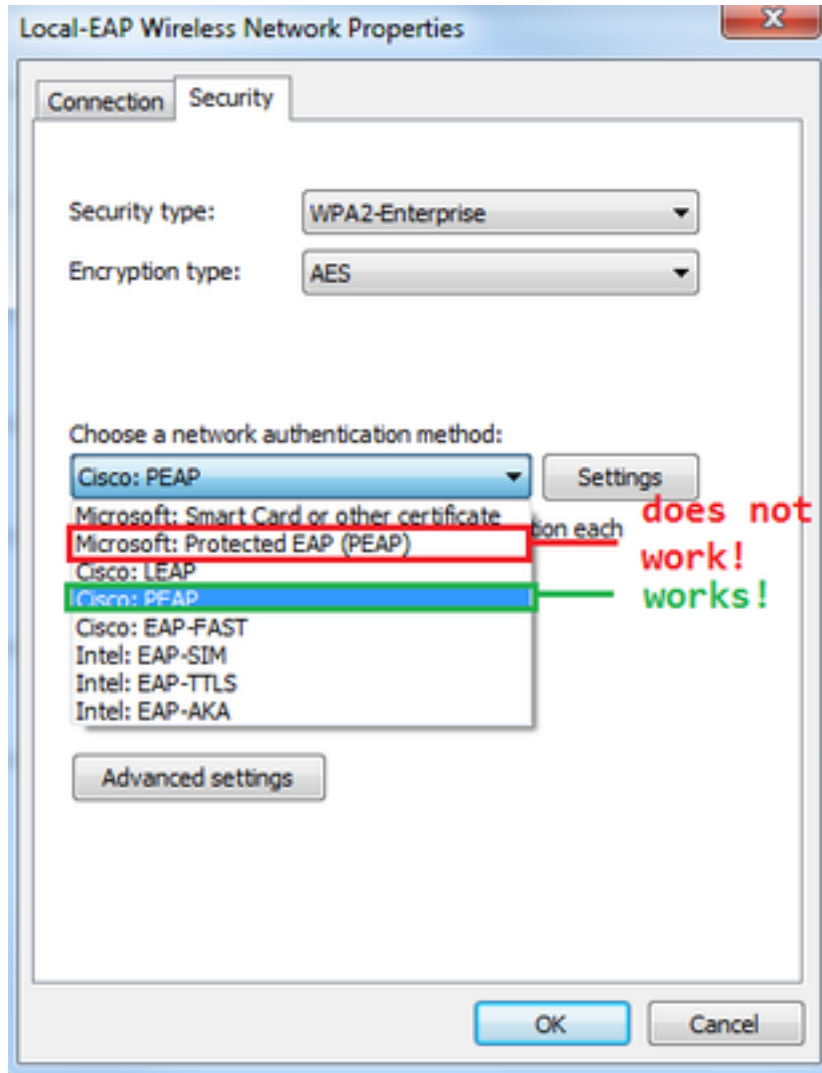 Local-EAP Wireless Network Properties
Connection Security
Security type: WPA2-Enterprise
Encryption type: AES
Choose a network authentication method:
Cisco: PEAP Settings
Microsoft: Smart Card or other certificate
tion each does not
Microsoft: Protected EAP (PEAP)
work!
Cisco: LEAP
Cisco: PEAP works!
Cisco: EAP-FAST
Intel: EAP-SIM
Intel: EAP-TTLS
Intel: EAP-AKA
Advanced settings
OK Cancel